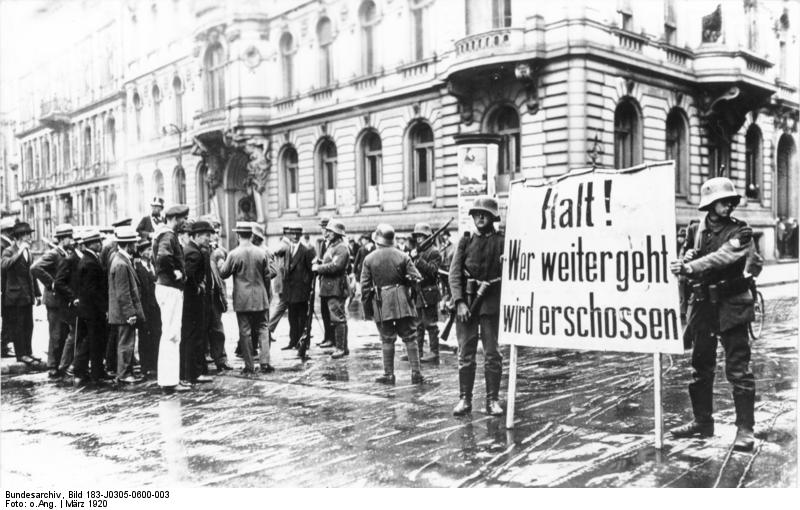 Halt!
Wer weitergeht
wird erschossen
Bundesarchiv, Bild 183-J0305-0600-003
Foto: o.Ang. | März 1920